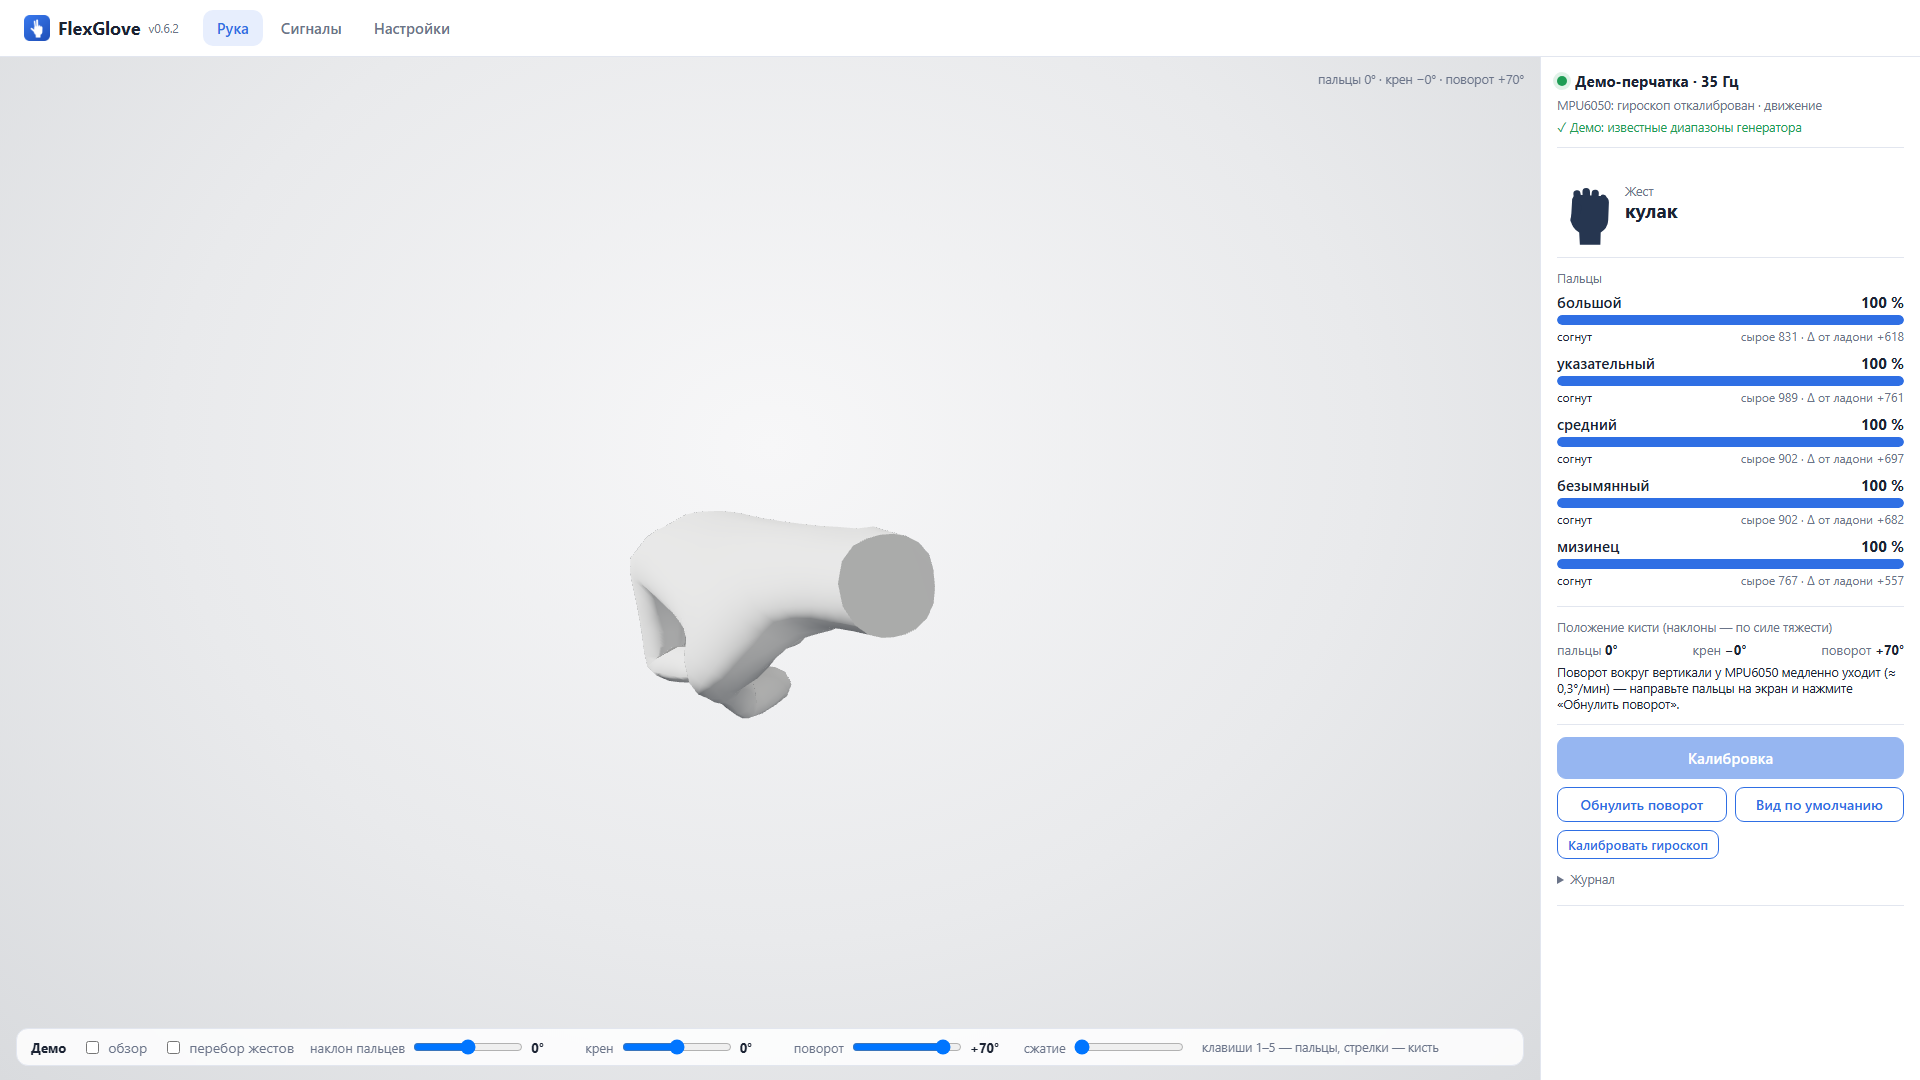 FlexGlove v0.6.2 Рука Сигналы Настройки
пальцы 0° · крен −0° · поворот +70°
Демо-перчатка · 35 Гц
MPU6050: гироскоп откалиброван · движение
✓ Демо: известные диапазоны генератора
Жест
кулак
Пальцы
большой 100 %
согнут сырое 831 · Δ от ладони +618
указательный 100 %
согнут сырое 989 · Δ от ладони +761
средний 100 %
согнут сырое 902 · Δ от ладони +697
безымянный 100 %
согнут сырое 902 · Δ от ладони +682
мизинец 100 %
согнут сырое 767 · Δ от ладони +557
Положение кисти (наклоны — по силе тяжести)
пальцы 0° крен −0° поворот +70°
Поворот вокруг вертикали у MPU6050 медленно уходит (≈
0,3°/мин) — направьте пальцы на экран и нажмите
«Обнулить поворот».
Калибровка
Обнулить поворот Вид по умолчанию
Калибровать гироскоп
Журнал
Демо обзор перебор жестов наклон пальцев 0° крен 0° поворот +70° сжатие клавиши 1–5 — пальцы, стрелки — кисть